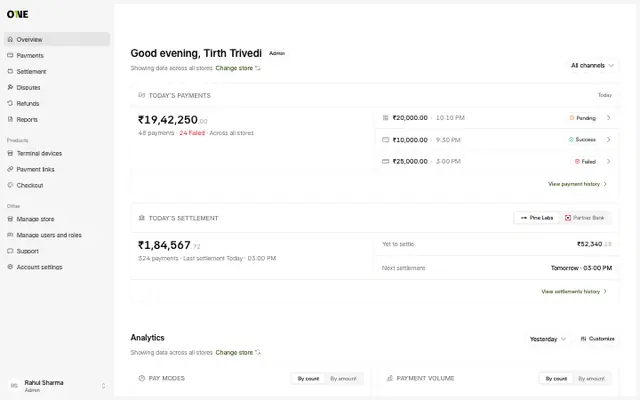 ONE
Overview
Payments
Settlement
Disputes
Refunds
Reports
Products
Terminal devices
Payment links
Checkout
Other
Manage store
Manage users and roles
Support
Account settings
RS
Rahul Sharma
Admin
Good evening, Tirth Trivedi Admin
Showing data across all stores Change store
All channels
TODAY'S PAYMENTS Today
₹19,42,250.00
48 payments · 24 Failed · Across all stores
₹20,000.00 · 10:10 PM Pending
₹10,000.00 · 9:30 PM Success
₹25,000.00 · 3:00 PM Failed
View payment history
TODAY'S SETTLEMENT Pine Labs Partner Bank
₹1,84,567.72
324 payments · Last settlement Today · 03:00 PM
Yet to settle ₹52,340
Next settlement Tomorrow · 03:00 PM
View settlements history
Analytics
Showing data across all stores Change store
Yesterday Customize
PAY MODES By count By amount
PAYMENT VOLUME By count By amount